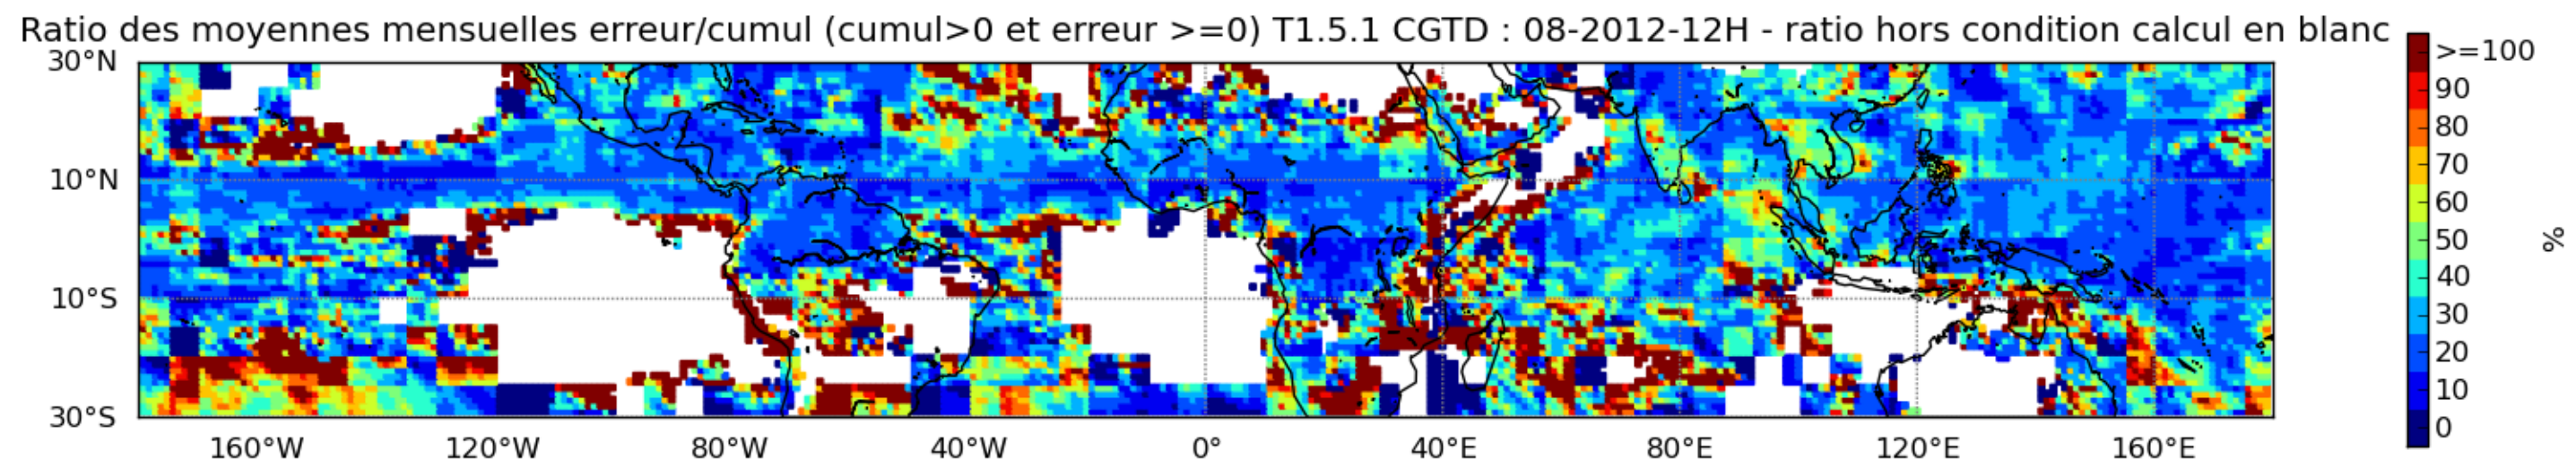 Ratio des moyennes mensuelles erreur/cumul (cumul>0 et erreur >=0) T1.5.1 CGTD : 08-2012-12H - ratio hors condition calcul en blanc
30°N
10°N
10°S
30°S
160°W 120°W 80°W 40°W 0° 40°E 80°E 120°E 160°E
>=100
90
80
70
60
50
40
30
20
10
0
%